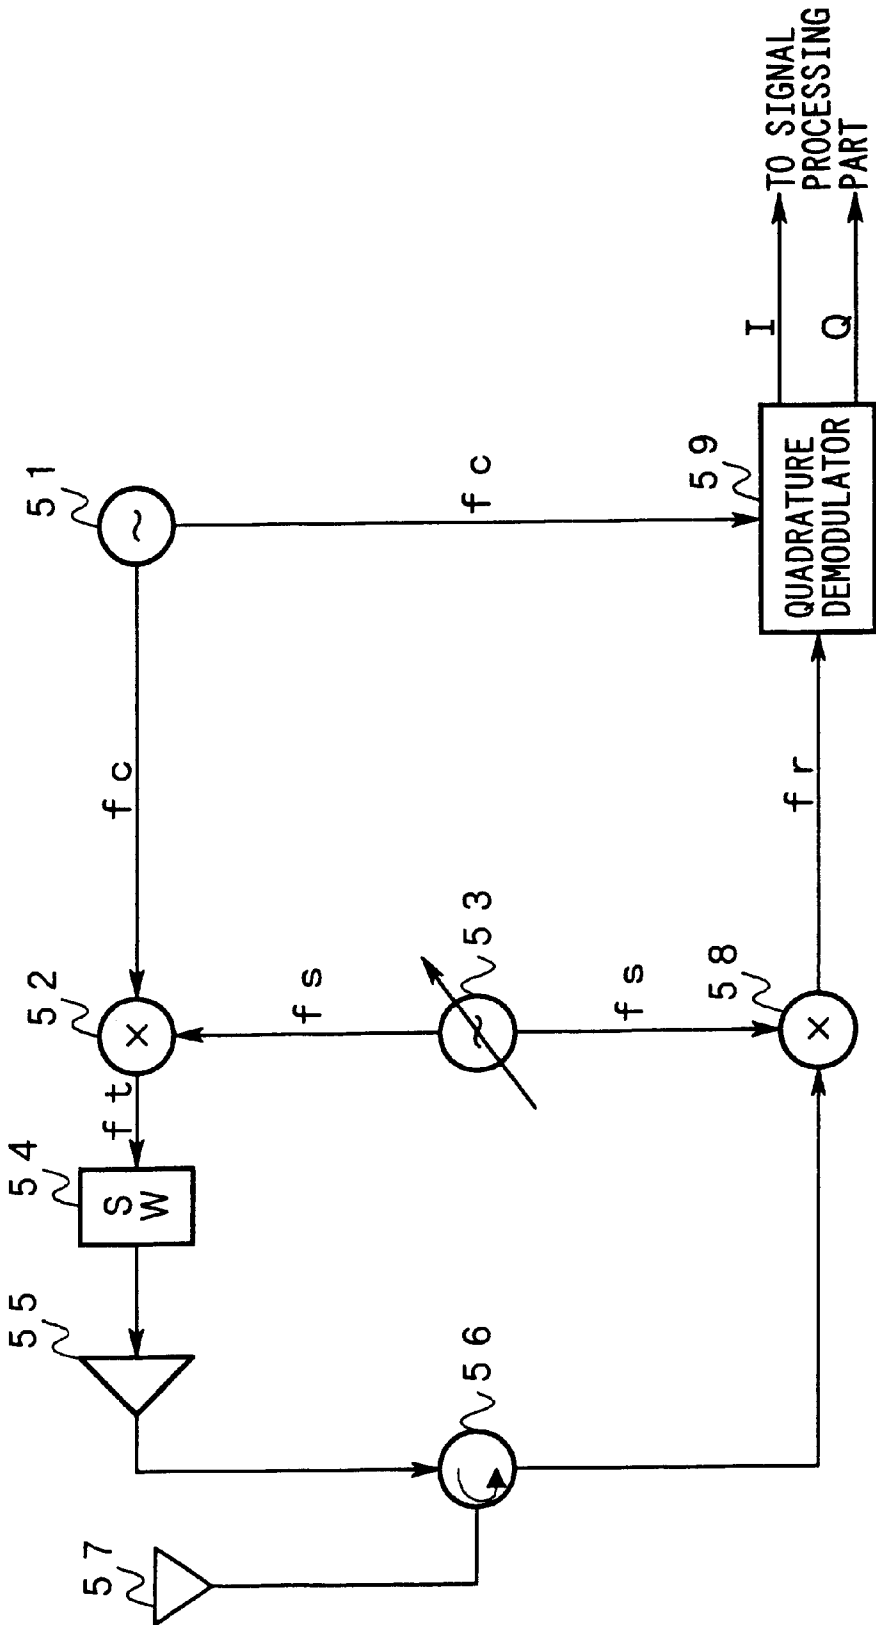 57
55
54
SW
ft
52
fc
51
56
53
fs
fs
fc
58
fr
59
QUADRATURE
DEMODULATOR
I
Q
TO SIGNAL
PROCESSING
PART